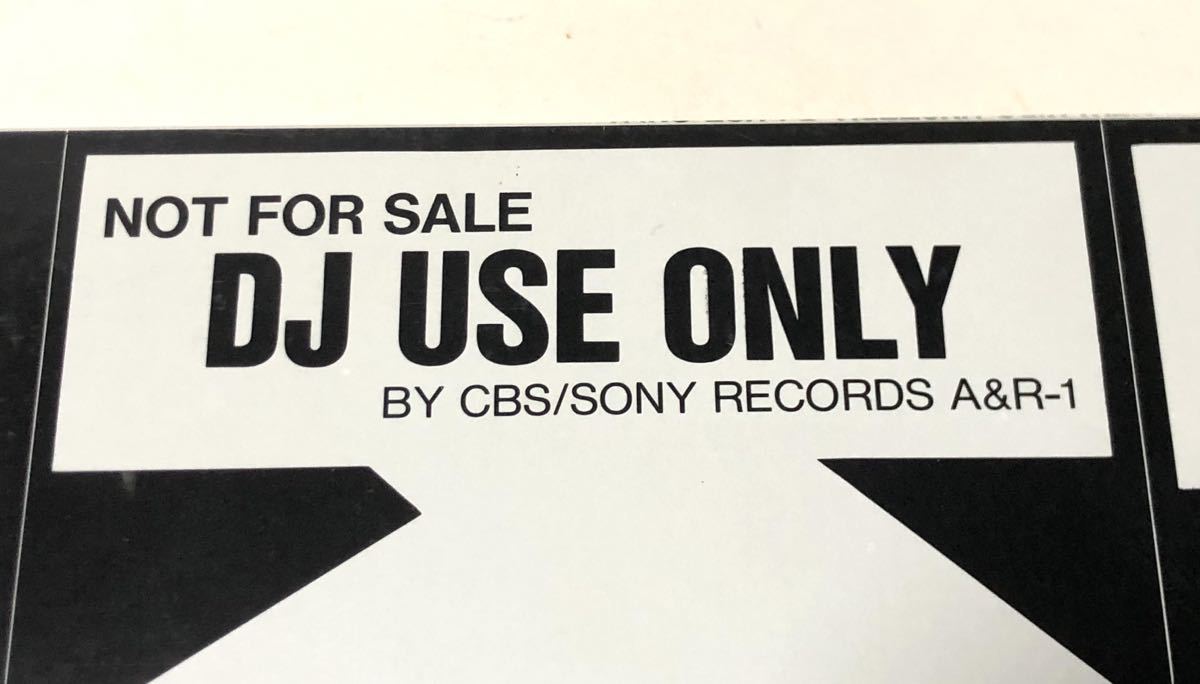 NOT FOR SALE
DJ USE ONLY
BY CBS/SONY RECORDS A&R-1